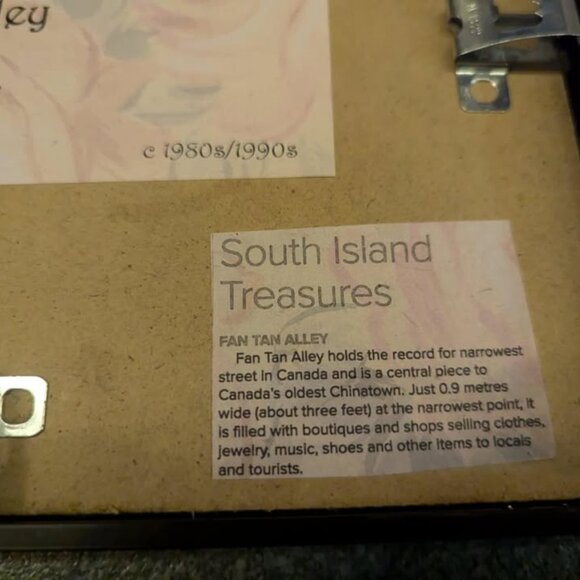 ley
c 1980s/1990s
South Island
Treasures
FAN TAN ALLEY
Fan Tan Alley holds the record for narrowest
street in Canada and is a central piece to
Canada's oldest Chinatown. Just 0.9 metres
wide (about three feet) at the narrowest point, it
is filled with boutiques and shops selling clothes,
jewelry, music, shoes and other items to locals
and tourists.